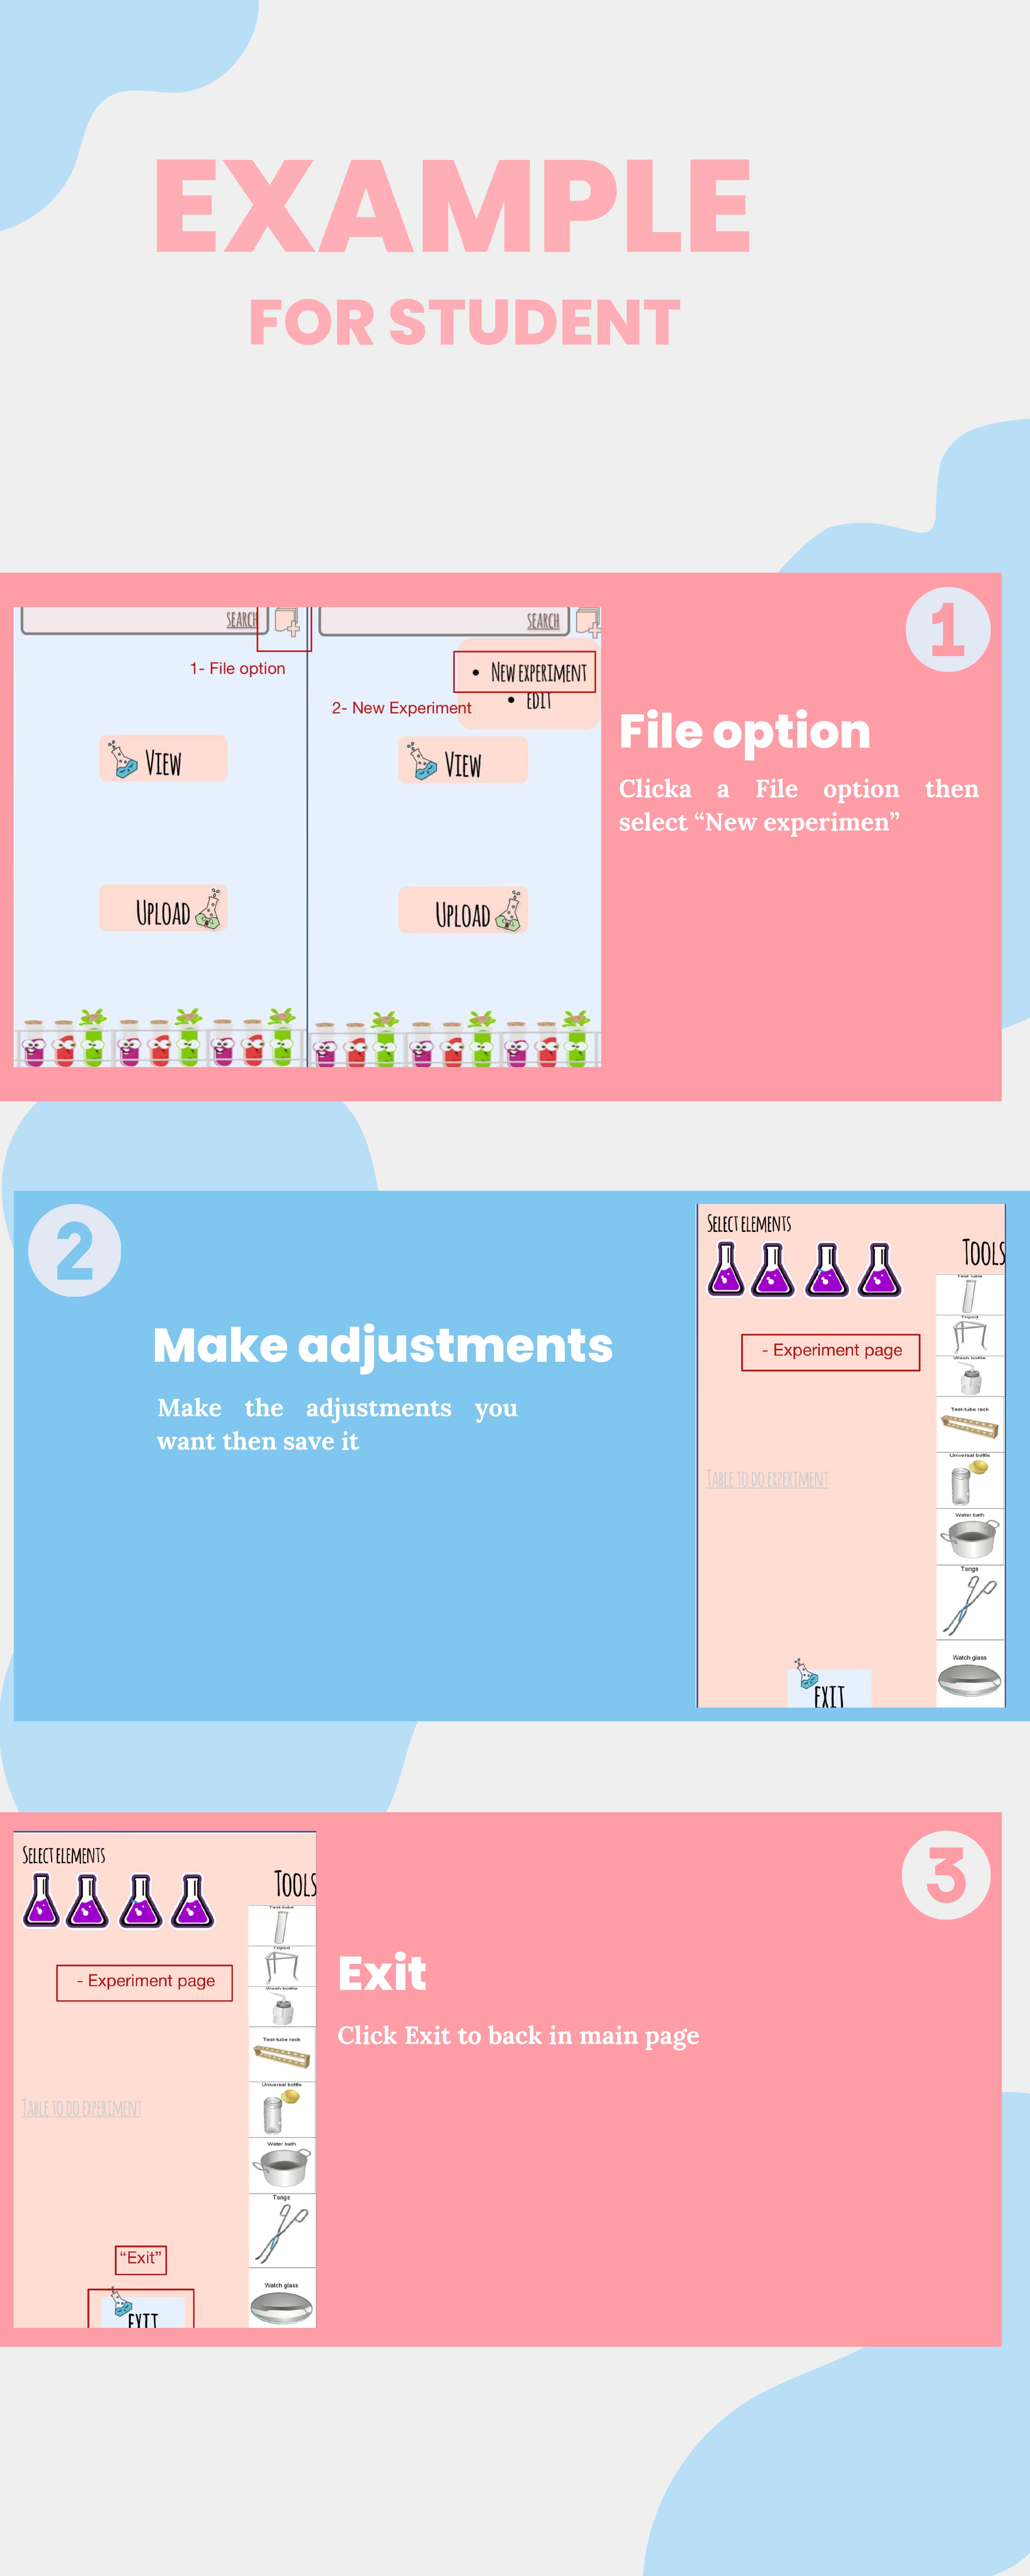 EXAMPLE
FOR STUDENT
1
SEARCH
SEARCH
1- File option
• NEW EXPERIMENT
• EDIT
2- New Experiment
VIEW
VIEW
UPLOAD
UPLOAD
File option
Clicka a File option then
select “New experimen”
2
Make adjustments
Make the adjustments you
want then save it
SELECT ELEMENTS
TOOLS
Test tube
Tripod
- Experiment page
Wash bottle
Test-tube rack
Universal bottle
TABLE TO DO EXPERIMENT
Water bath
Tongs
Watch glass
EXIT
3
SELECT ELEMENTS
TOOLS
Test tube
Tripod
- Experiment page
Wash bottle
Test-tube rack
Universal bottle
TABLE TO DO EXPERIMENT
Water bath
Tongs
“Exit”
Watch glass
EXIT
Exit
Click Exit to back in main page